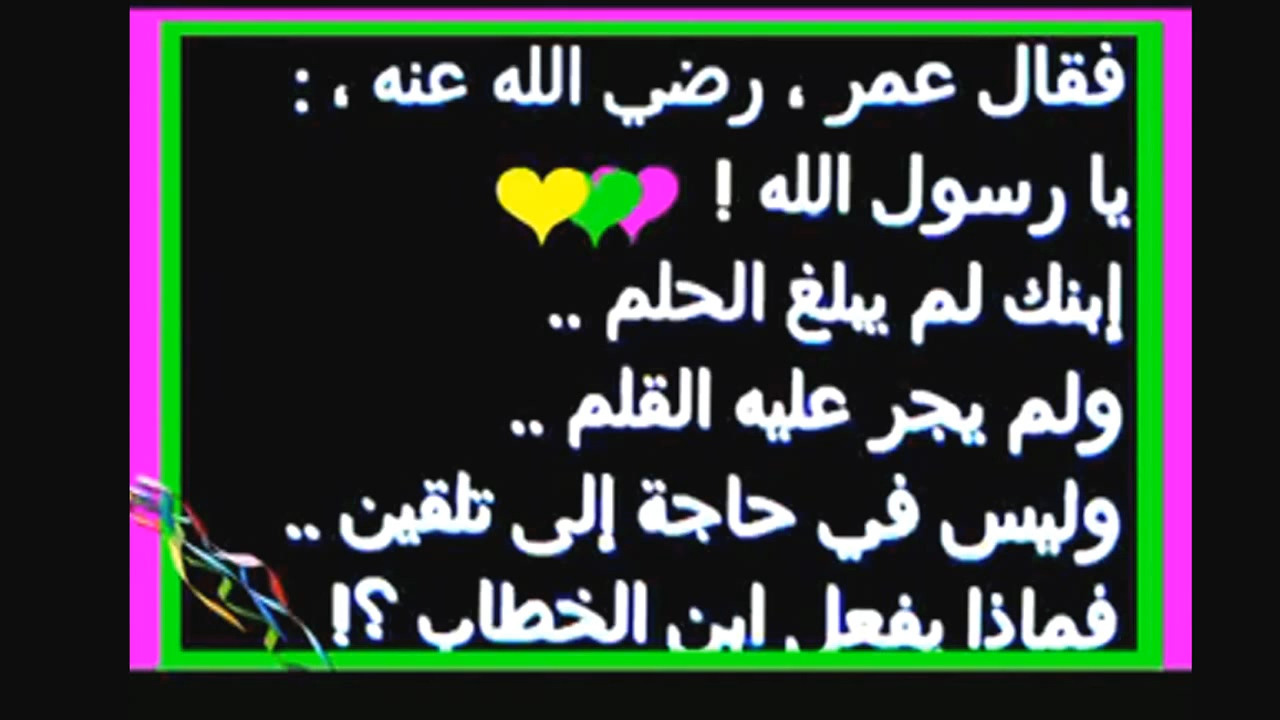 فقال عمر ، رضي الله عنه ، :
يا رسول الله !
إبنك لم يبلغ الحلم ..
ولم يجر عليه القلم ..
وليس في حاجة إلى تلقين ..
فماذا يفعل ابن الخطاب ؟!